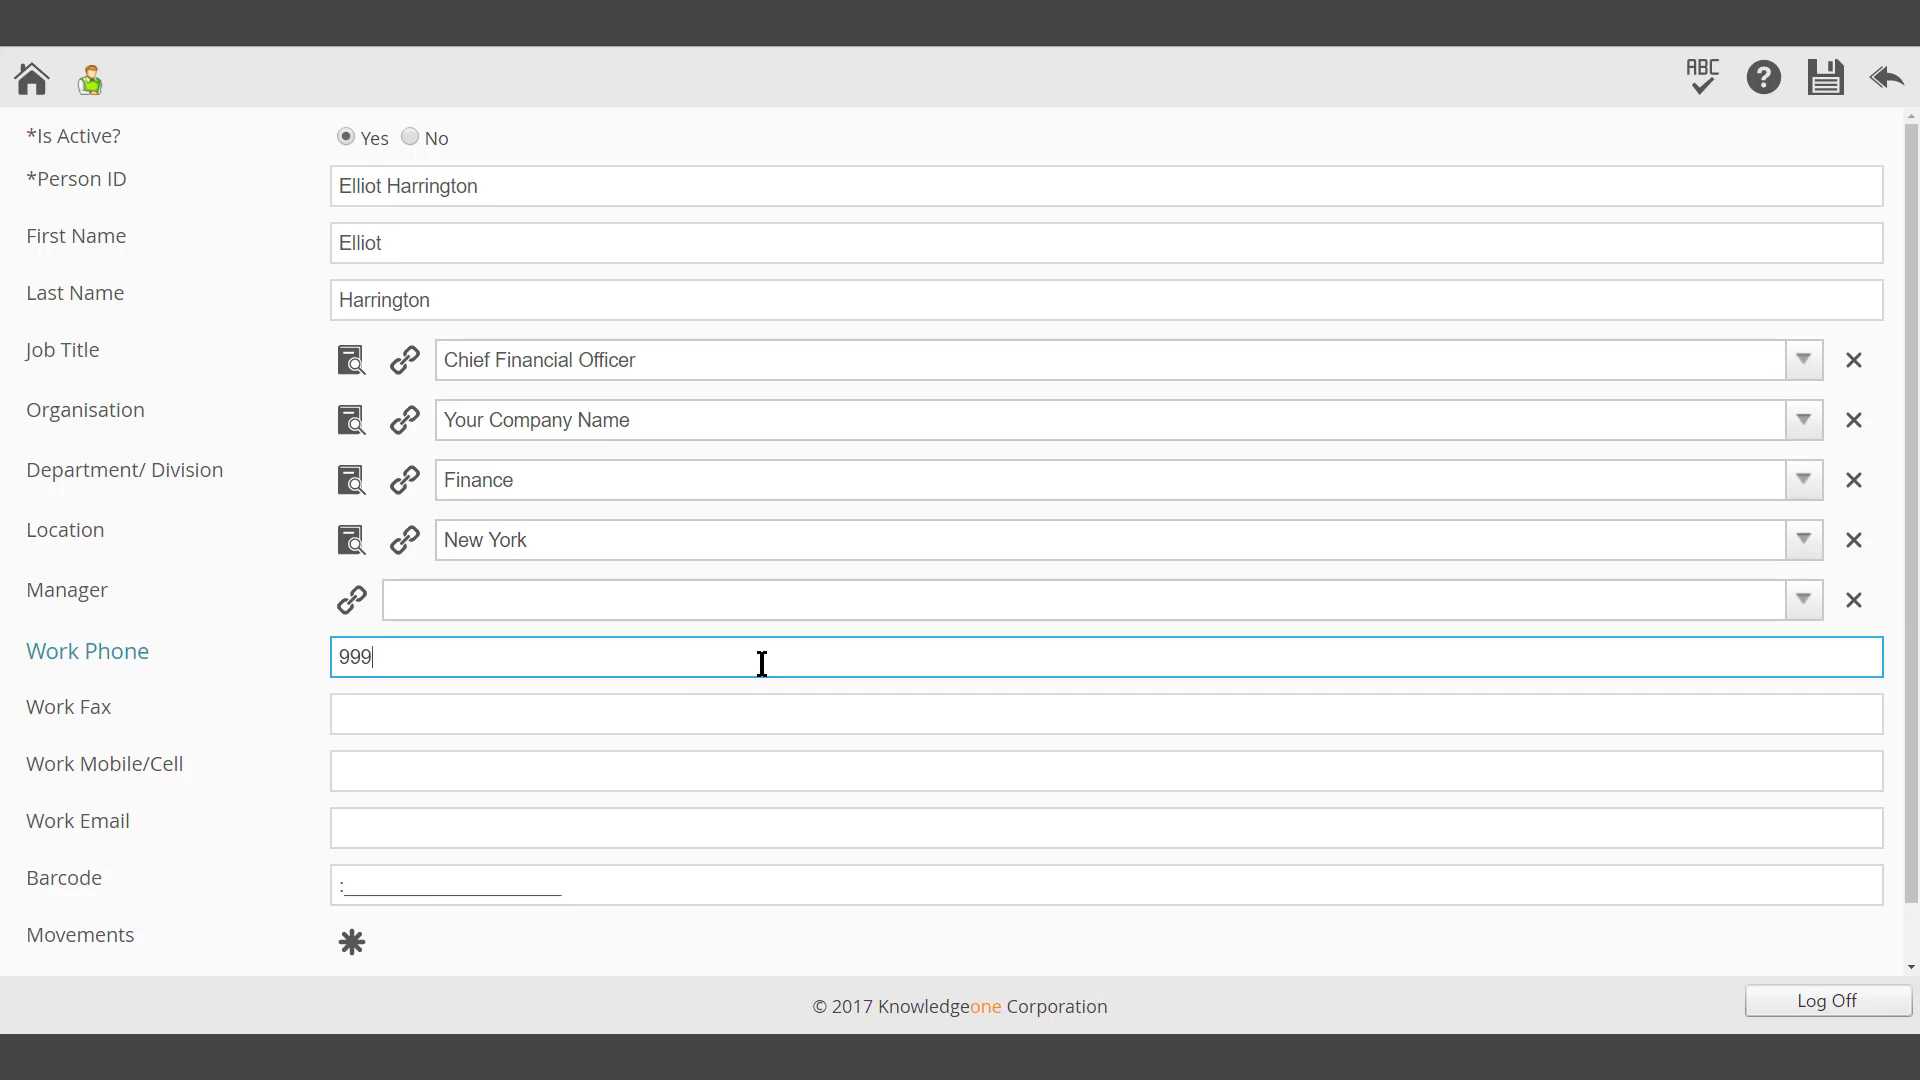 ABC
?
*Is Active?
Yes No
*Person ID
Elliot Harrington
First Name
Elliot
Last Name
Harrington
Job Title
Chief Financial Officer
Organisation
Your Company Name
Department/ Division
Finance
Location
New York
Manager
Work Phone
999
Work Fax
Work Mobile/Cell
Work Email
Barcode
:____________________
Movements
© 2017 Knowledgeone Corporation
Log Off